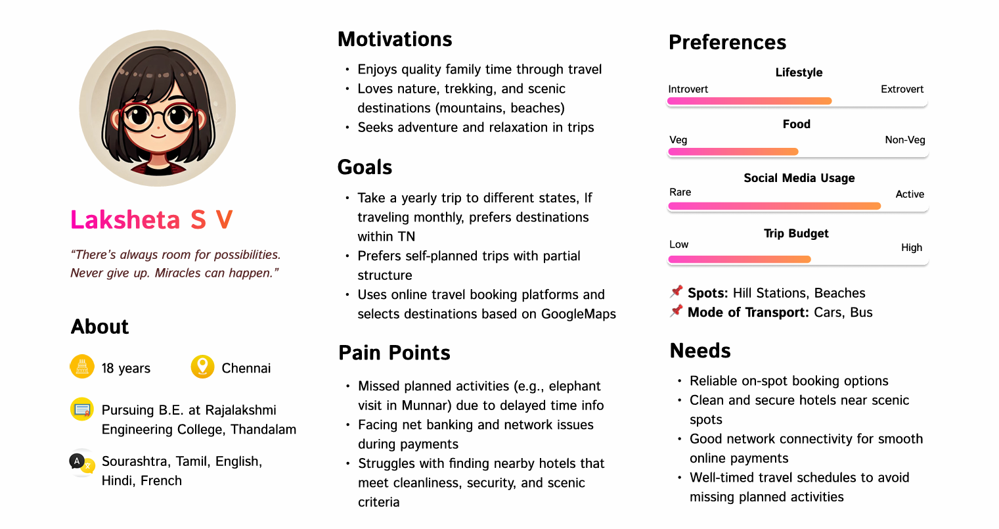 Laksheta S V
“There’s always room for possibilities.
Never give up. Miracles can happen.”
About
18 years
Chennai
Pursuing B.E. at Rajalakshmi
Engineering College, Thandalam
A 文
Sourashtra, Tamil, English,
Hindi, French
Motivations
• Enjoys quality family time through travel
• Loves nature, trekking, and scenic
destinations (mountains, beaches)
• Seeks adventure and relaxation in trips
Goals
• Take a yearly trip to different states, If
traveling monthly, prefers destinations
within TN
• Prefers self-planned trips with partial
structure
• Uses online travel booking platforms and
selects destinations based on GoogleMaps
Pain Points
• Missed planned activities (e.g., elephant
visit in Munnar) due to delayed time info
• Facing net banking and network issues
during payments
• Struggles with finding nearby hotels that
meet cleanliness, security, and scenic
criteria
Preferences
Lifestyle
Introvert Extrovert
Food
Veg Non-Veg
Social Media Usage
Rare Active
Trip Budget
Low High
Spots: Hill Stations, Beaches
Mode of Transport: Cars, Bus
Needs
• Reliable on-spot booking options
• Clean and secure hotels near scenic
spots
• Good network connectivity for smooth
online payments
• Well-timed travel schedules to avoid
missing planned activities